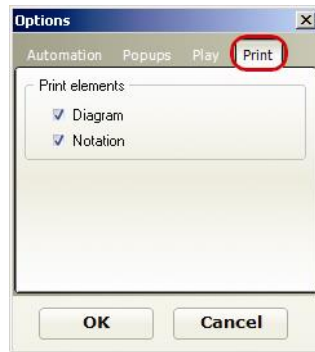 Options
Automation Popups Play Print
Print elements
Diagram
Notation
OK Cancel